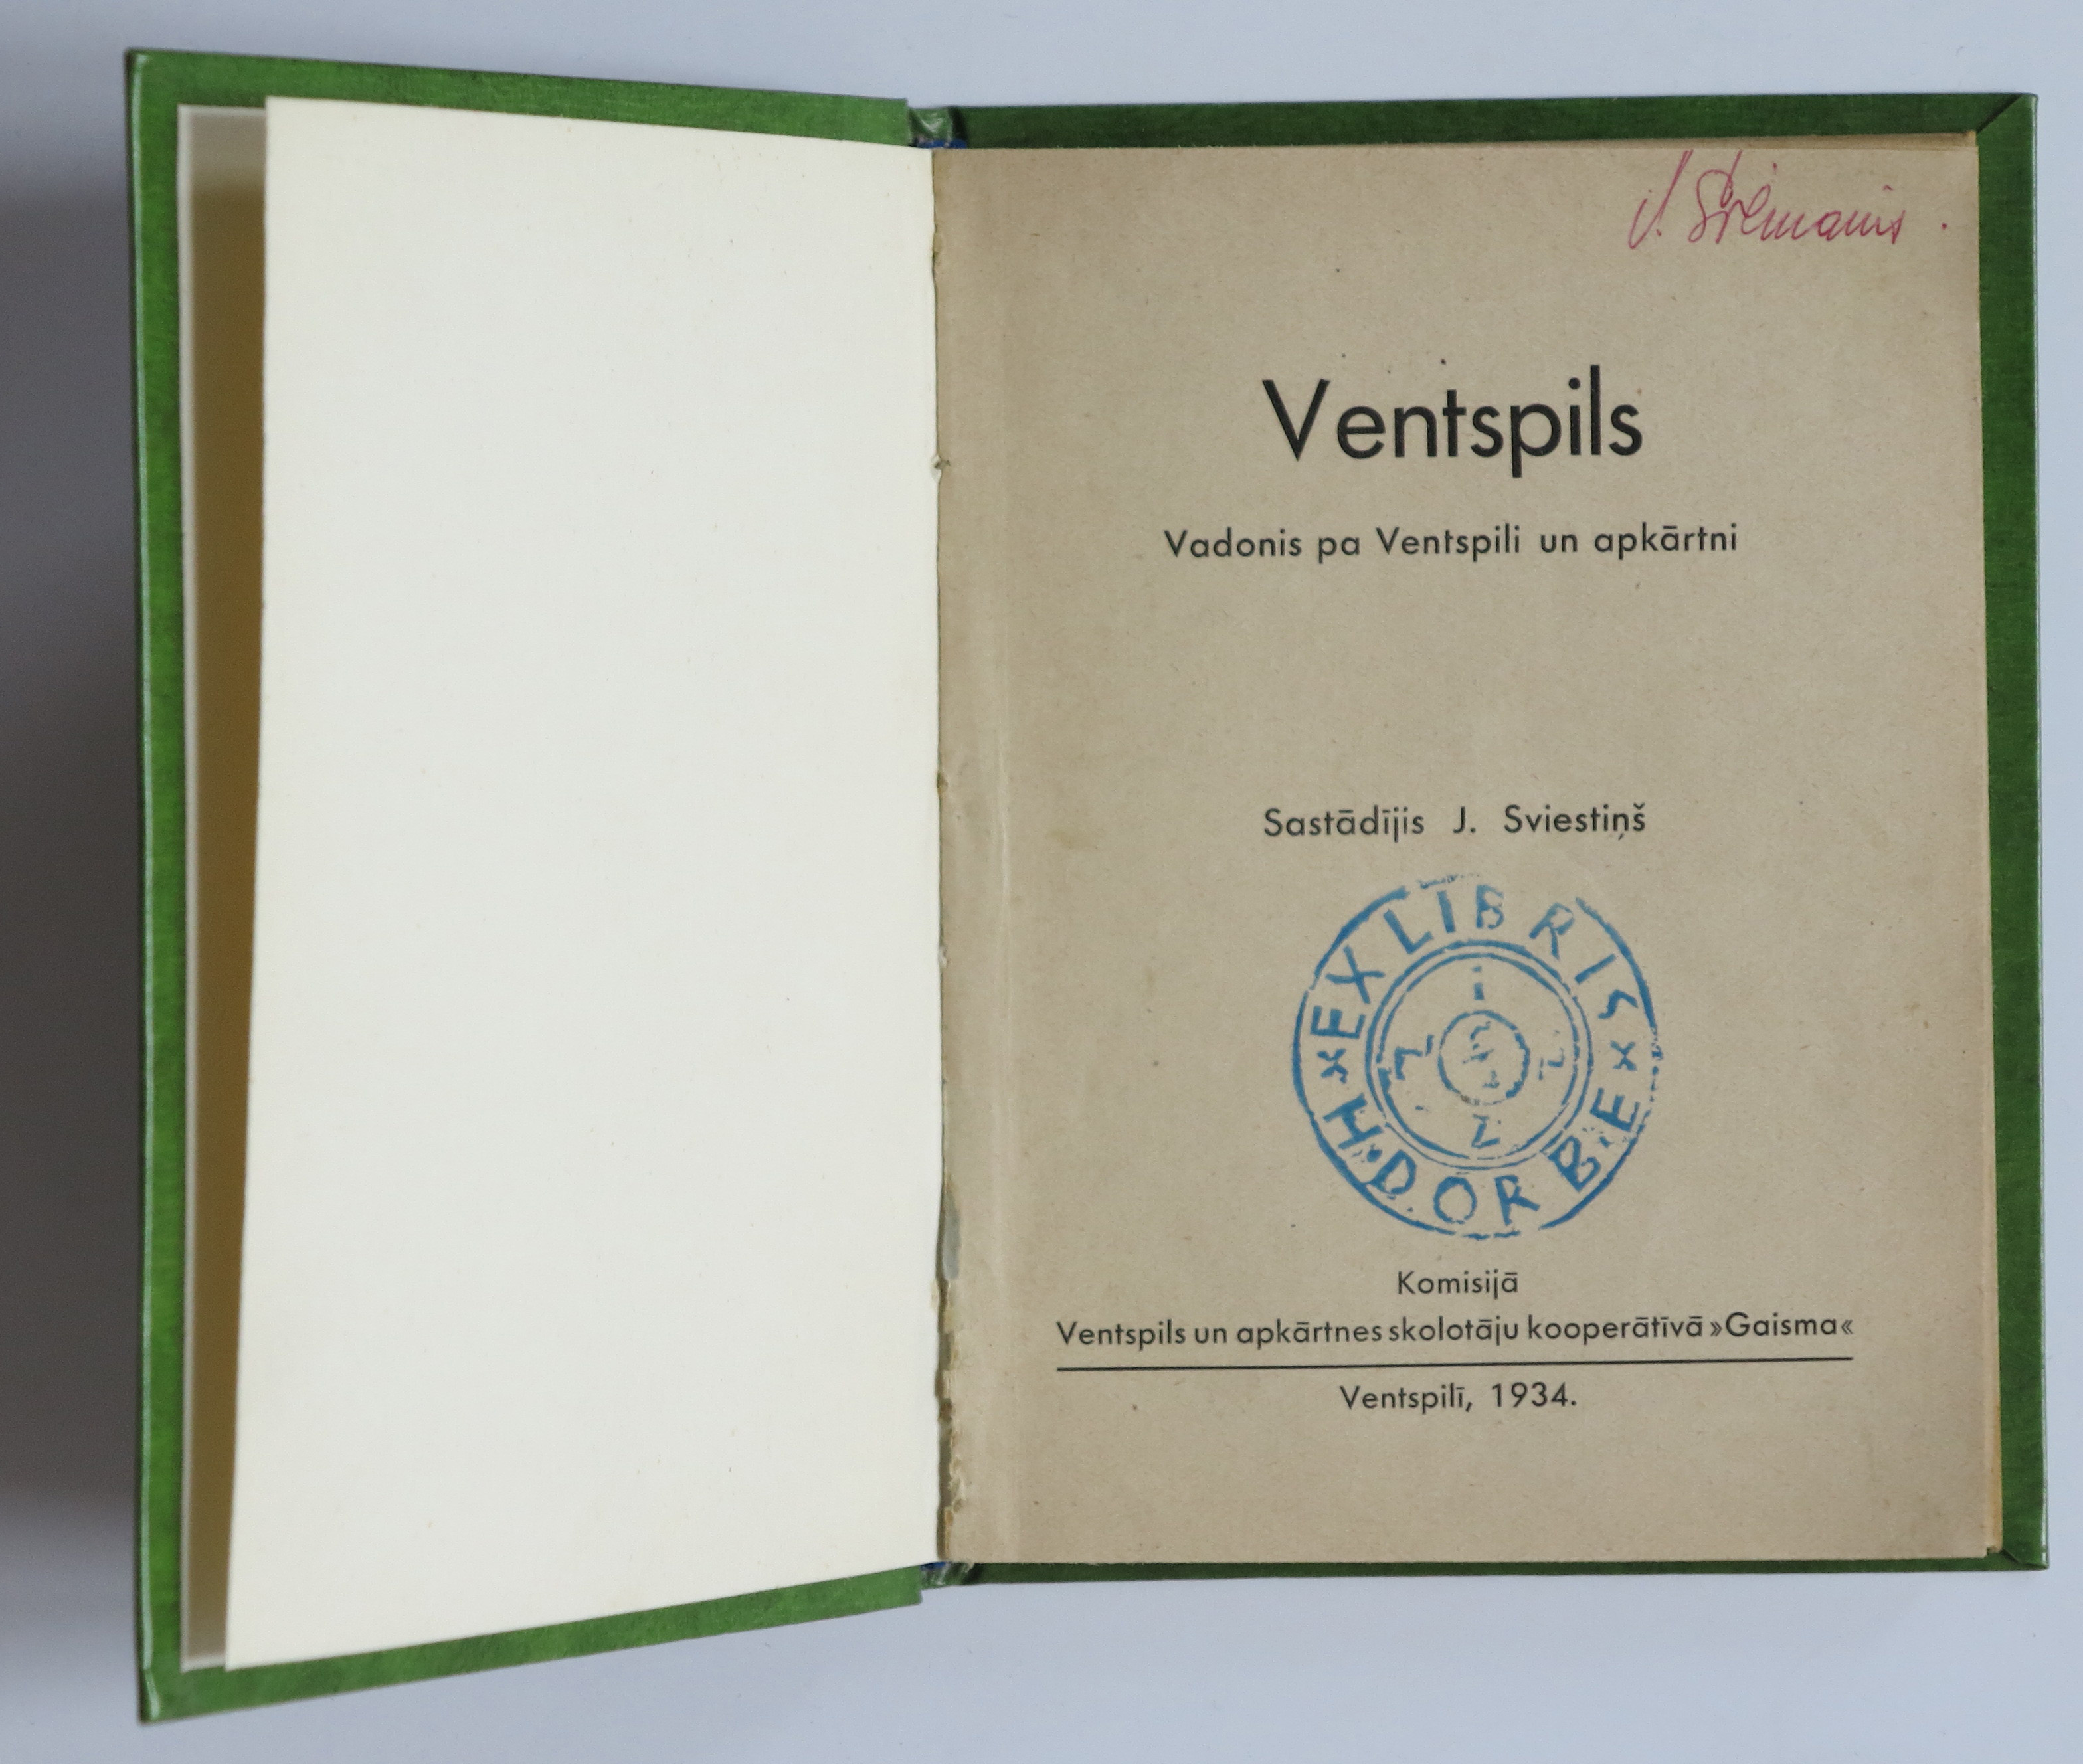 Ventspils
Vadonis pa Ventspili un apkārtni
Sastādījis J. Sviestiņš
EX LIBRIS
H. DORBE
Komisijā
Ventspils un apkārtnes skolotāju kooperātīvā »Gaisma«
Ventspilī, 1934.